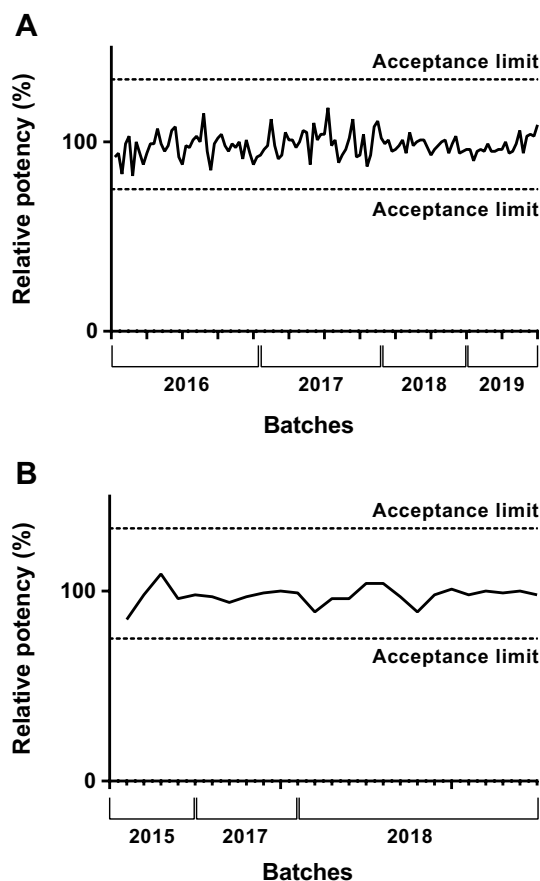 A
Relative potency (%)
Acceptance limit
100
Acceptance limit
0
2016 2017 2018 2019
Batches
B
Relative potency (%)
Acceptance limit
100
Acceptance limit
0
2015 2017 2018
Batches